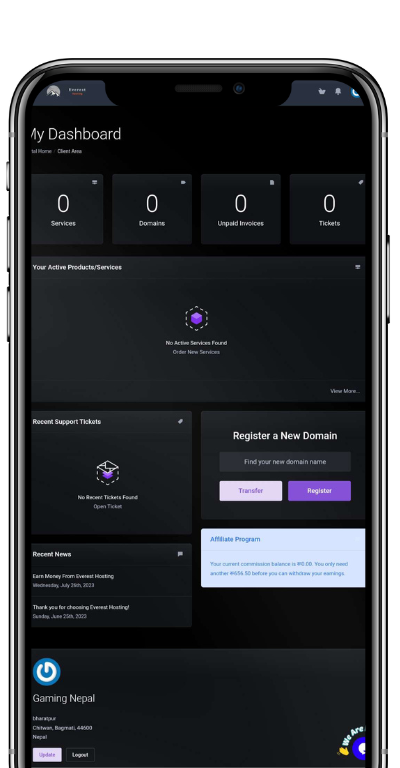 Everest
My Dashboard
Portal Home / Client Area
0
Services
0
Domains
0
Unpaid Invoices
0
Tickets
Your Active Products/Services
No Active Services Found
Order New Services
View More...
Recent Support Tickets
No Recent Tickets Found
Open Ticket
Register a New Domain
Find your new domain name
Transfer
Register
Affiliate Program
Your current commission balance is
You only need
another
before you can withdraw your earnings.
Recent News
Earn Money From Everest Hosting
Wednesday, July 26th, 2023
Thank you for choosing Everest Hosting!
Sunday, June 25th, 2023
Gaming Nepal
bharatpur
Chitwan, Bagmati, 44600
Nepal
Update
Logout
We Are